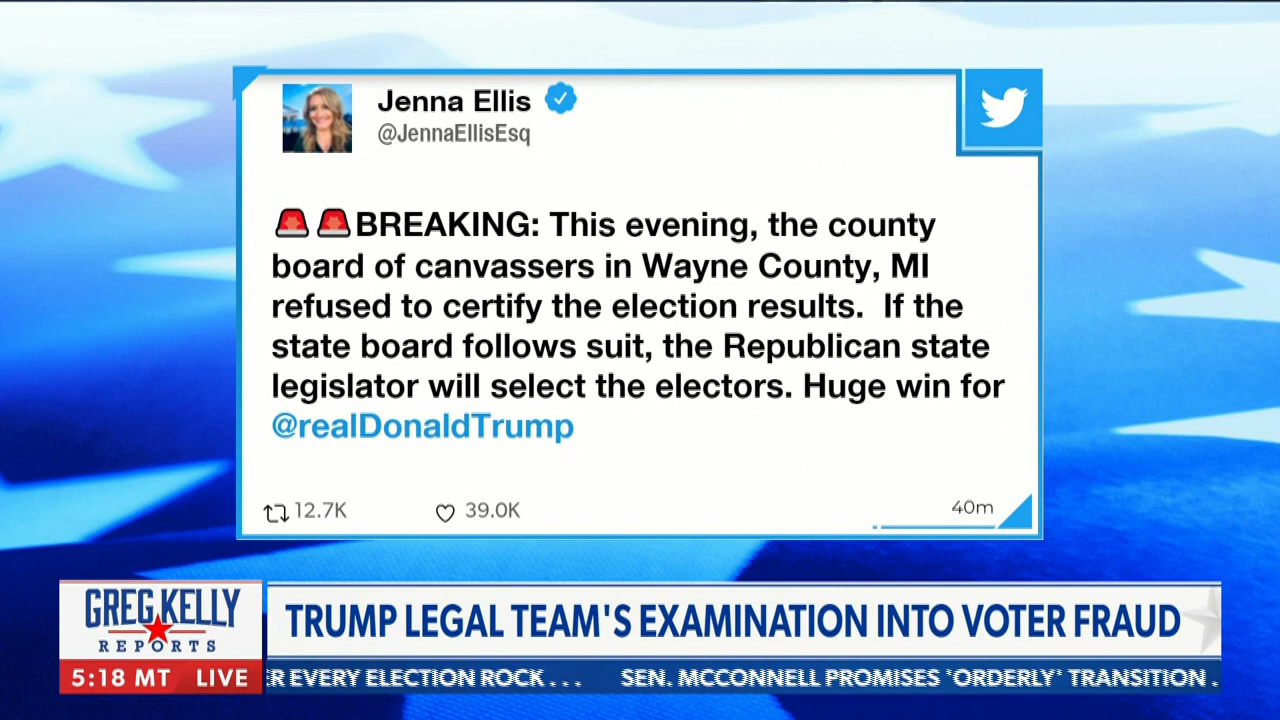 Jenna Ellis
@JennaEllisEsq
🚨🚨BREAKING: This evening, the county
board of canvassers in Wayne County, MI
refused to certify the election results. If the
state board follows suit, the Republican state
legislator will select the electors. Huge win for
@realDonaldTrump
12.7K 39.0K 40m
GREG KELLY
REPORTS
TRUMP LEGAL TEAM'S EXAMINATION INTO VOTER FRAUD
5:18 MT LIVE
ER EVERY ELECTION ROCK . . . SEN. MCCONNELL PROMISES 'ORDERLY' TRANSITION .